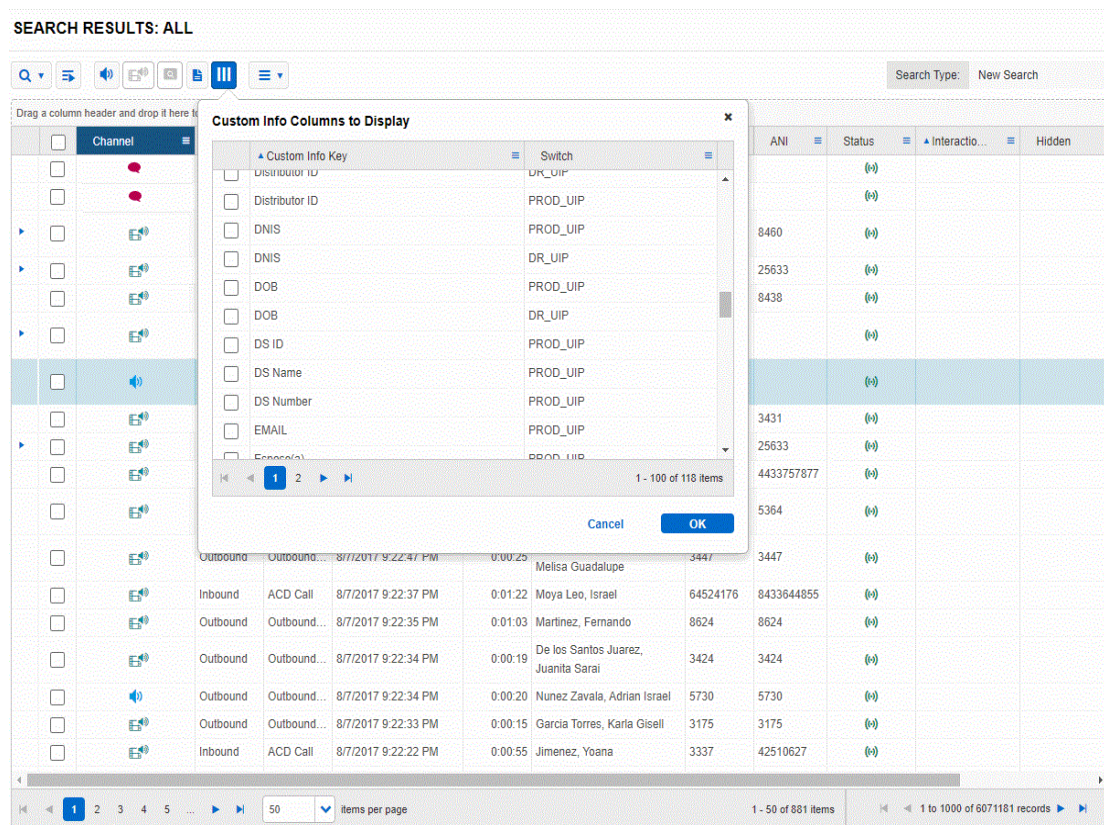 SEARCH RESULTS: ALL
Search Type: New Search
Drag a column header and drop it here to
Custom Info Columns to Display
Channel ANI Status Interactio... Hidden
Custom Info Key Switch
Distributor ID DR_UIP
Distributor ID PROD_UIP
DNIS PROD_UIP
8460
DNIS DR_UIP
25633
DOB PROD_UIP
8438
DOB DR_UIP
DS ID PROD_UIP
DS Name PROD_UIP
DS Number PROD_UIP
3431
EMAIL PROD_UIP
25633
Esposo(a) PROD_UIP
1 2 1 - 100 of 118 items
4433757877
5364
Cancel OK
Outbound Outbound... 8/7/2017 9:22:47 PM 0:00:25 3447 3447
Melisa Guadalupe
Inbound ACD Call 8/7/2017 9:22:37 PM 0:01:22 Moya Leo, Israel 64524176 8433644855
Outbound Outbound... 8/7/2017 9:22:35 PM 0:01:03 Martinez, Fernando 8624 8624
Outbound Outbound... 8/7/2017 9:22:34 PM 0:00:19 De los Santos Juarez, 3424 3424
Juanita Sarai
Outbound Outbound... 8/7/2017 9:22:34 PM 0:00:20 Nunez Zavala, Adrian Israel 5730 5730
Outbound Outbound... 8/7/2017 9:22:33 PM 0:00:15 Garcia Torres, Karla Gisell 3175 3175
Inbound ACD Call 8/7/2017 9:22:22 PM 0:00:55 Jimenez, Yoana 3337 42510627
1 2 3 4 5 ... 50 items per page 1 - 50 of 881 items 1 to 1000 of 6071181 records